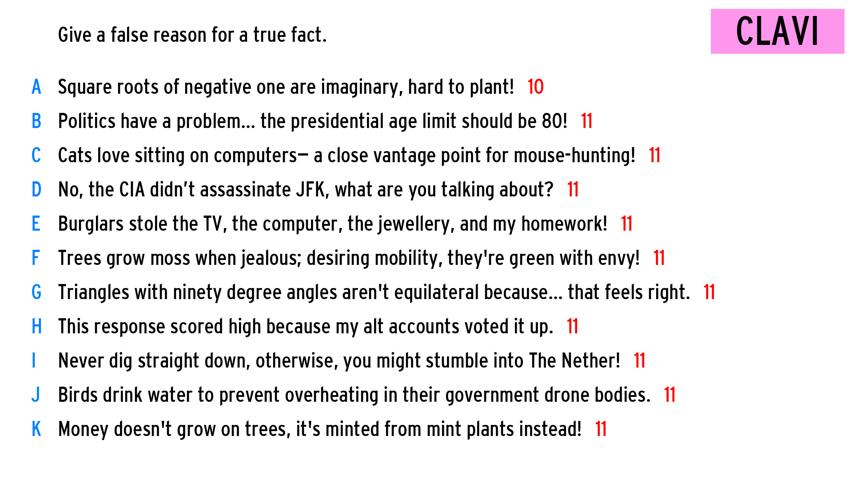 Give a false reason for a true fact.
CLAVI
A Square roots of negative one are imaginary, hard to plant! 10
B Politics have a problem... the presidential age limit should be 80! 11
C Cats love sitting on computers— a close vantage point for mouse-hunting! 11
D No, the CIA didn't assassinate JFK, what are you talking about? 11
E Burglars stole the TV, the computer, the jewellery, and my homework! 11
F Trees grow moss when jealous; desiring mobility, they're green with envy! 11
G Triangles with ninety degree angles aren't equilateral because... that feels right. 11
H This response scored high because my alt accounts voted it up. 11
I Never dig straight down, otherwise, you might stumble into The Nether! 11
J Birds drink water to prevent overheating in their government drone bodies. 11
K Money doesn't grow on trees, it's minted from mint plants instead! 11